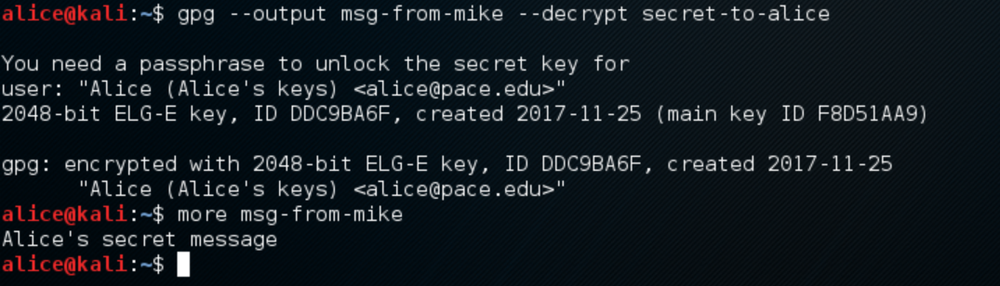 alice@kali:~$ gpg --output msg-from-mike --decrypt secret-to-alice
You need a passphrase to unlock the secret key for
user: "Alice (Alice's keys) <alice@pace.edu>"
2048-bit ELG-E key, ID DDC9BA6F, created 2017-11-25 (main key ID F8D51AA9)
gpg: encrypted with 2048-bit ELG-E key, ID DDC9BA6F, created 2017-11-25
"Alice (Alice's keys) <alice@pace.edu>"
alice@kali:~$ more msg-from-mike
Alice's secret message
alice@kali:~$